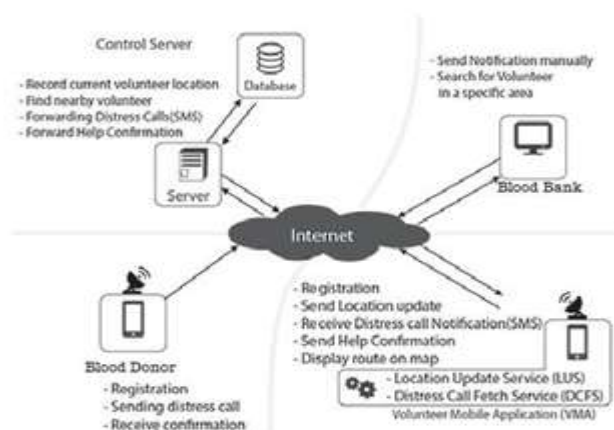 Control Server
Database
- Record current volunteer location
- Find nearby volunteer
- Forwarding Distress Calls(SMS)
- Forward Help Confirmation
Server
- Send Notification manually
- Search for Volunteer
in a specific area
Blood Bank
Internet
Blood Donor
- Registration
- Sending distress call
- Receive confirmation
- Registration
- Send Location update
- Receive Distress call Notification(SMS)
- Send Help Confirmation
- Display route on map
- Location Update Service (LUS)
- Distress Call Fetch Service (DCFS)
Volunteer Mobile Application (VMA)